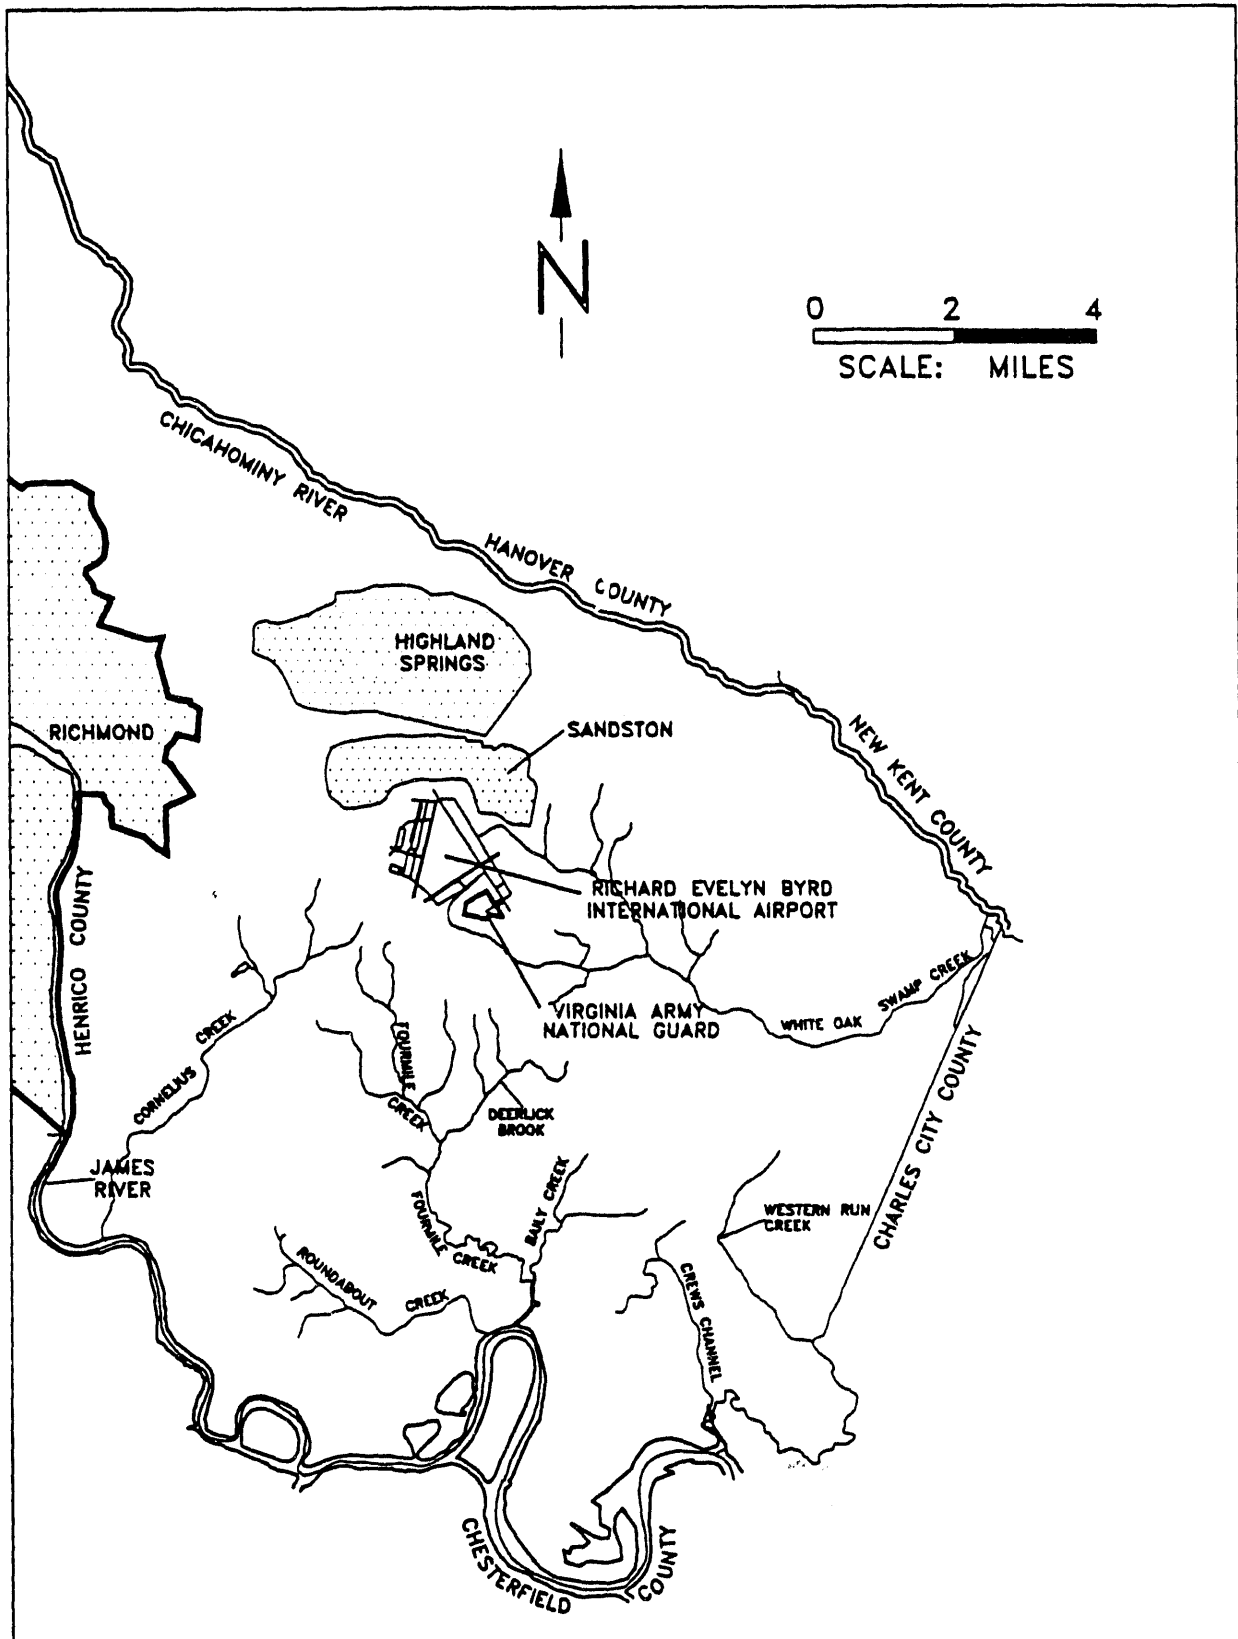 N
0 2 4
SCALE: MILES
CHICAHOMINY RIVER
HANOVER COUNTY
HIGHLAND
SPRINGS
RICHMOND
SANDSTON
NEW KENT COUNTY
RICHARD EVELYN BYRD
INTERNATIONAL AIRPORT
HENRICO COUNTY
SWAMP CREEK
WHITE OAK
VIRGINIA ARMY
NATIONAL GUARD
CORNELIUS CREEK
FOURMILE
CREEK
DEERLICK
BROOK
CHARLES CITY COUNTY
JAMES
RIVER
BAILY CREEK
FOURMILE CREEK
WESTERN RUN
CREEK
ROUNDABOUT CREEK
CREWS CHANNEL
CHESTERFIELD COUNTY